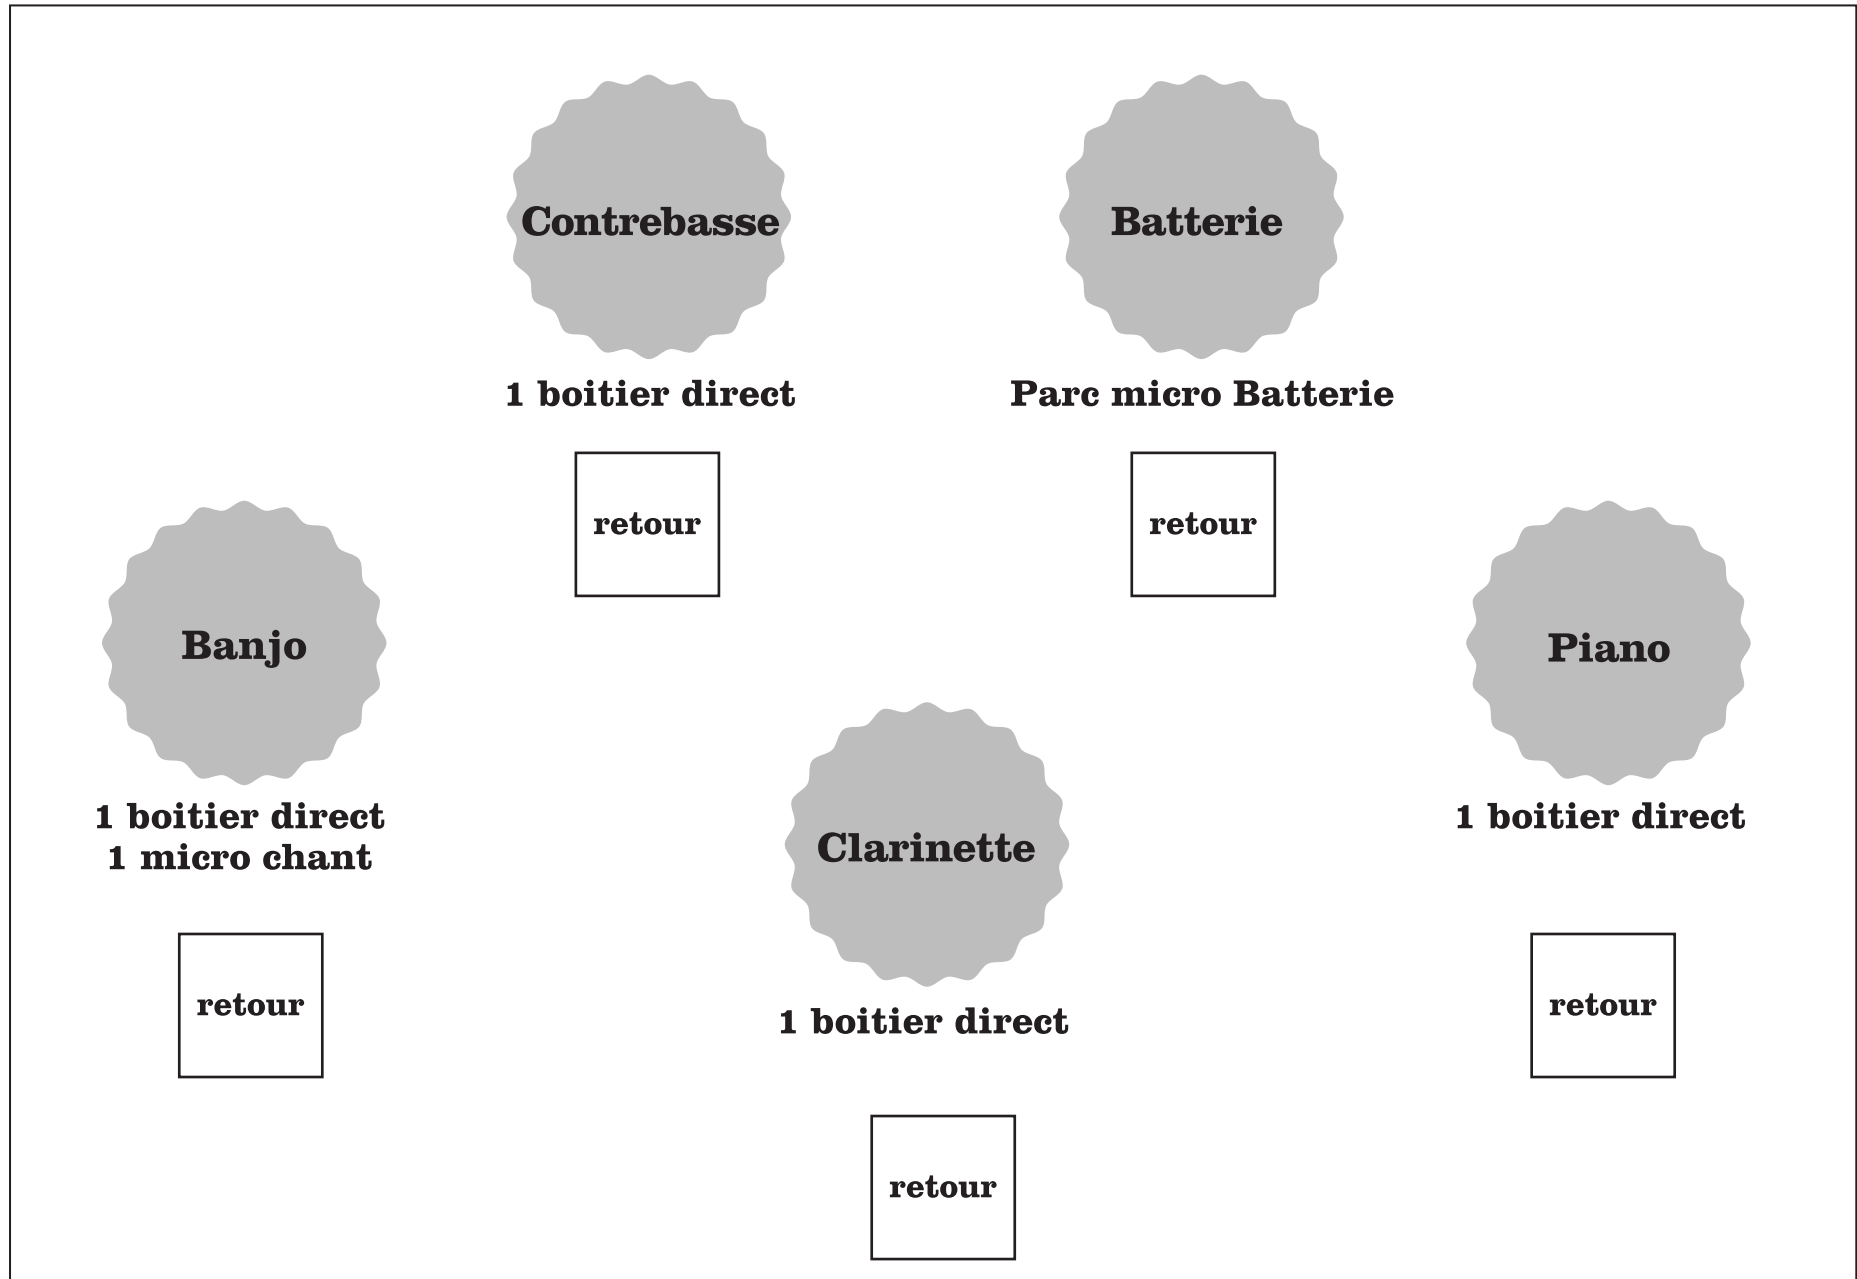 Contrebasse
Batterie
1 boitier direct
Parc micro Batterie
retour
retour
Banjo
Piano
1 boitier direct
1 micro chant
1 boitier direct
Clarinette
retour
retour
1 boitier direct
retour